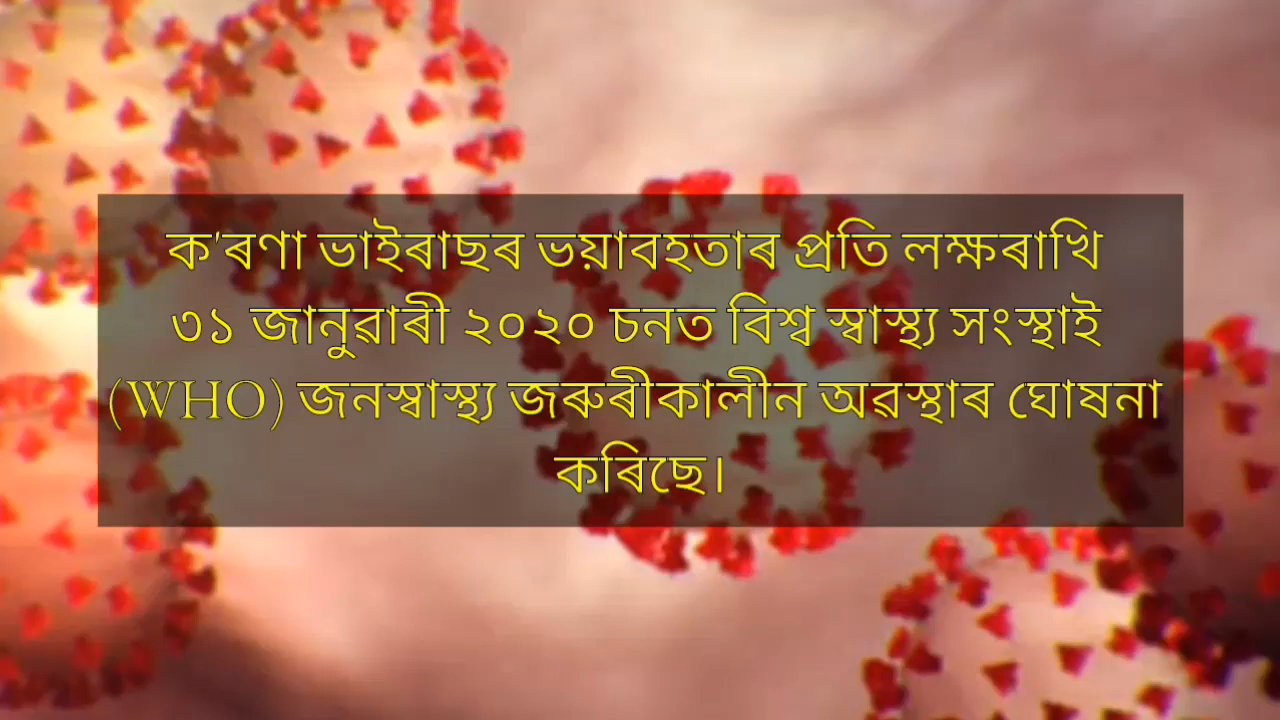 ক'ৰণা ভাইৰাছৰ ভয়াবহতাৰ প্ৰতি লক্ষৰাখি
৩১ জানুৱাৰী ২০২০ চনত বিশ্ব স্বাস্থ্য সংস্থাই
(WHO) জনস্বাস্থ্য জৰুৰীকালীন অৱস্থাৰ ঘোষনা
কৰিছে।